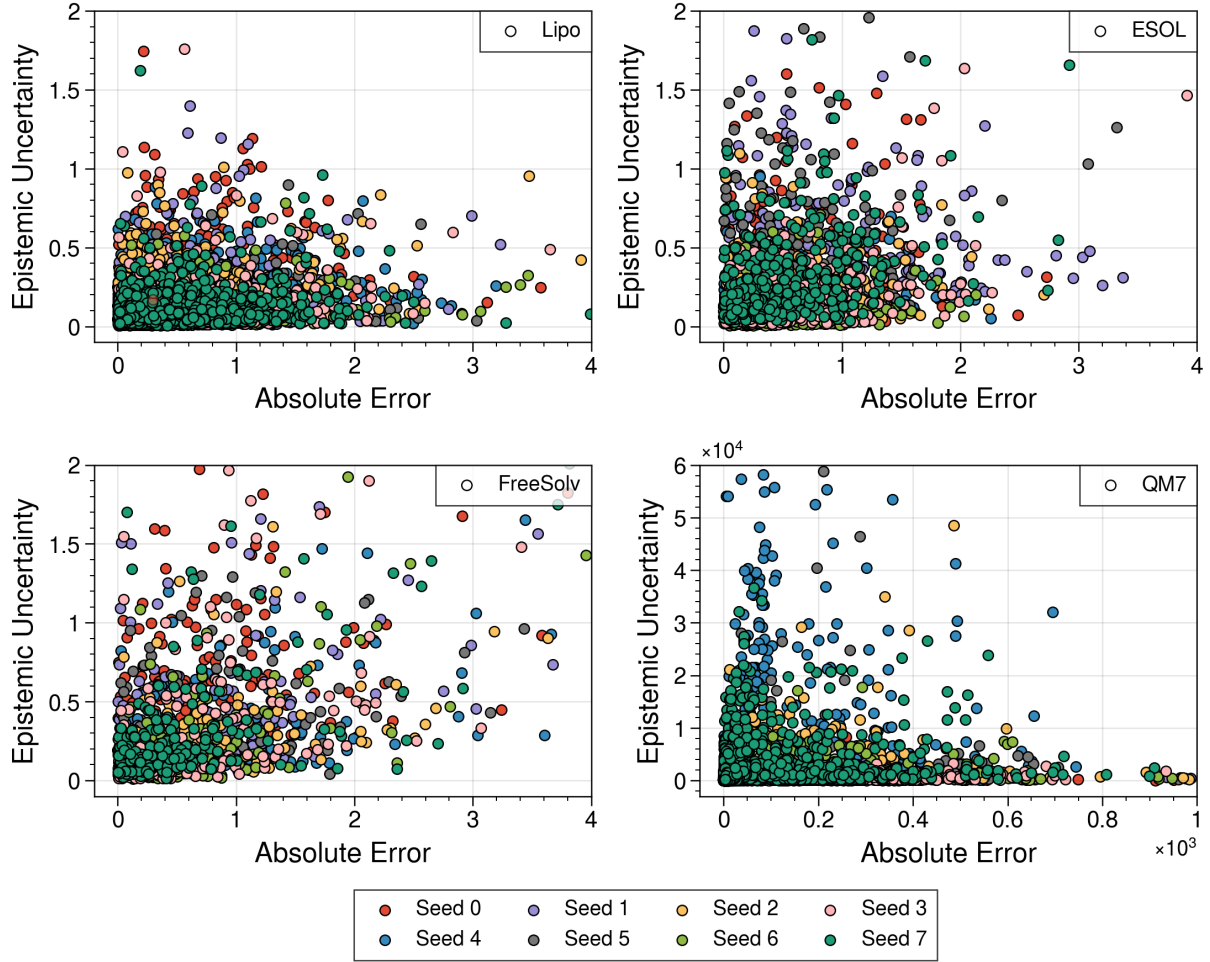 Lipo
ESOL
2
1.5
1
0.5
0
Epistemic Uncertainty
0 1 2 3 4
Absolute Error
2
1.5
1
0.5
0
Epistemic Uncertainty
0 1 2 3 4
Absolute Error
FreeSolv
2
1.5
1
0.5
0
Epistemic Uncertainty
0 1 2 3 4
Absolute Error
×10⁴
QM7
6
5
4
3
2
1
0
Epistemic Uncertainty
0 0.2 0.4 0.6 0.8 1
Absolute Error
×10³
Seed 0 Seed 1 Seed 2 Seed 3
Seed 4 Seed 5 Seed 6 Seed 7